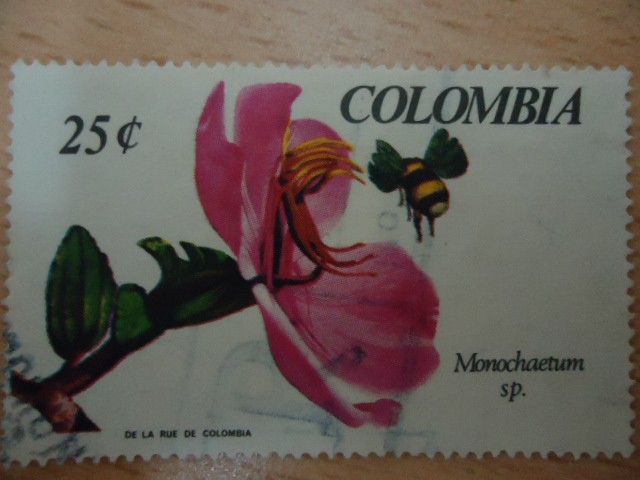 COLOMBIA
25¢
Monochaetum
sp.
DE LA RUE DE COLOMBIA